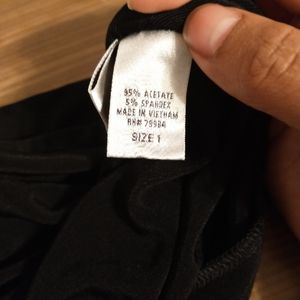 95% ACETATE
5% SPANDEX
MADE IN VIETNAM
RN# 79984
SIZE 1